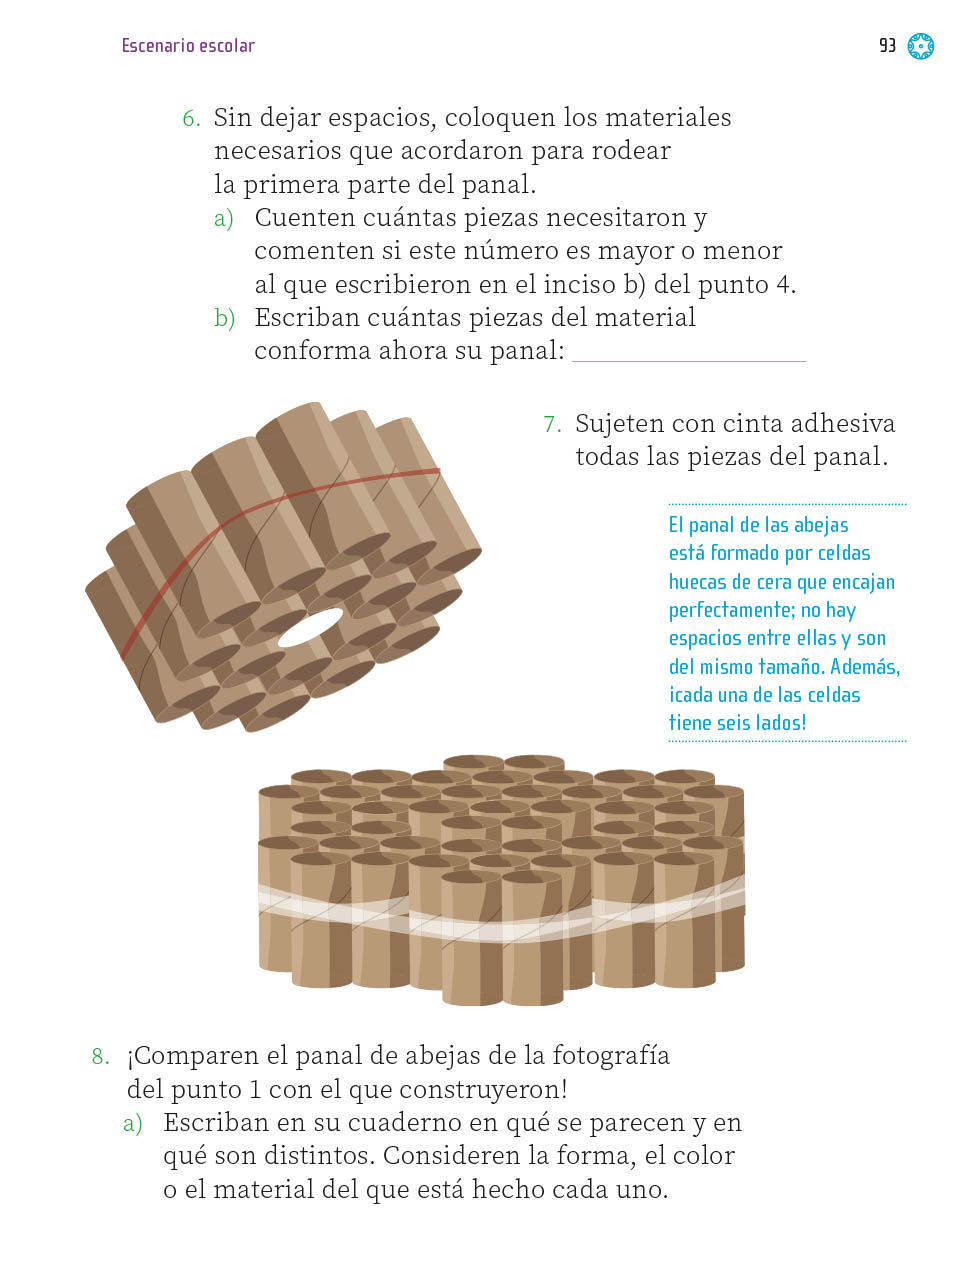 Escenario escolar
93
6. Sin dejar espacios, coloquen los materiales
necesarios que acordaron para rodear
la primera parte del panal.
a) Cuenten cuántas piezas necesitaron y
comenten si este número es mayor o menor
al que escribieron en el inciso b) del punto 4.
b) Escriban cuántas piezas del material
conforma ahora su panal:
7. Sujeten con cinta adhesiva
todas las piezas del panal.
El panal de las abejas
está formado por celdas
huecas de cera que encajan
perfectamente; no hay
espacios entre ellas y son
del mismo tamaño. Además,
¡cada una de las celdas
tiene seis lados!
8. ¡Comparen el panal de abejas de la fotografía
del punto 1 con el que construyeron!
a) Escriban en su cuaderno en qué se parecen y en
qué son distintos. Consideren la forma, el color
o el material del que está hecho cada uno.